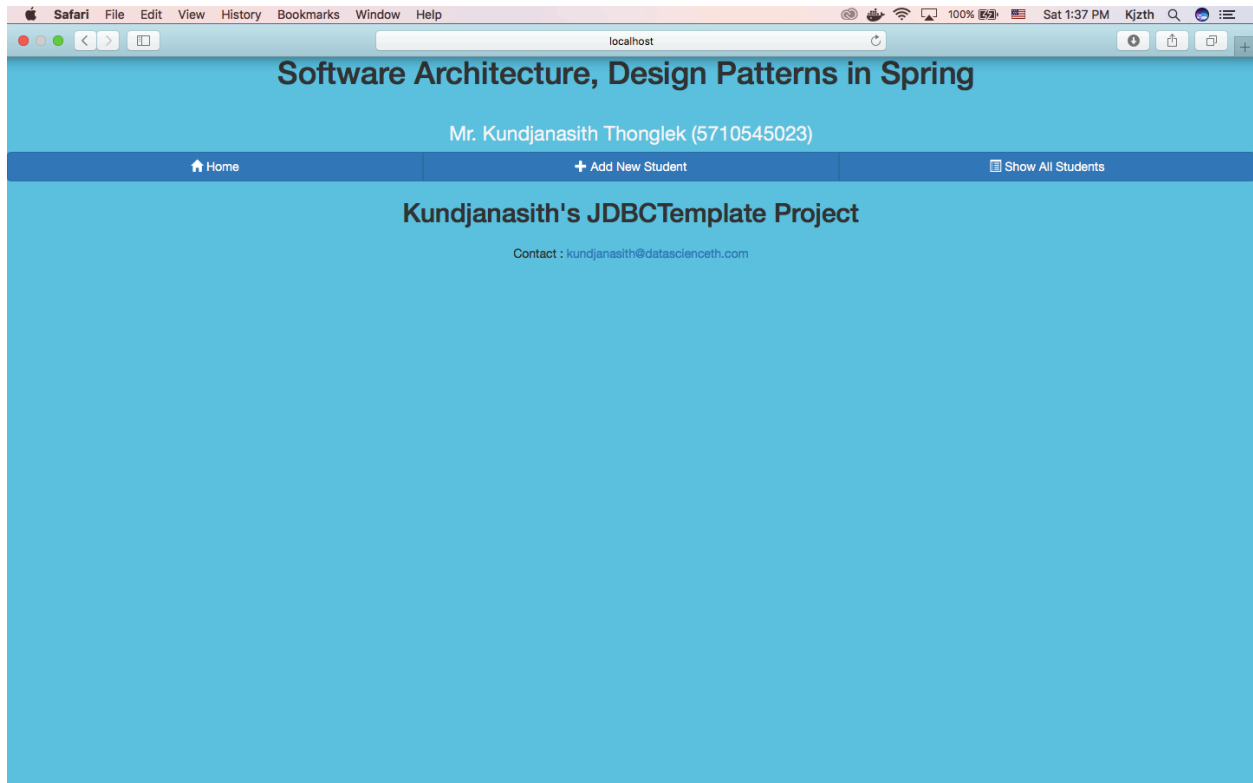 Safari File Edit View History Bookmarks Window Help 100% Sat 1:37 PM Kjzth
localhost
Software Architecture, Design Patterns in Spring
Mr. Kundjanasith Thonglek (5710545023)
Home Add New Student Show All Students
Kundjanasith's JDBCTemplate Project
Contact : kundjanasith@datascienceth.com